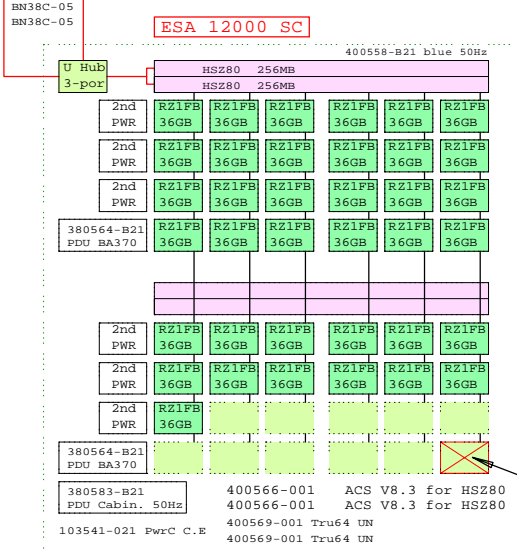 BN38C-05
BN38C-05
ESA 12000 SC
400558-B21 blue 50Hz
U Hub
3-por
HSZ80 256MB
HSZ80 256MB
2nd RZ1FB RZ1FB RZ1FB RZ1FB RZ1FB RZ1FB
PWR 36GB 36GB 36GB 36GB 36GB 36GB
2nd RZ1FB RZ1FB RZ1FB RZ1FB RZ1FB RZ1FB
PWR 36GB 36GB 36GB 36GB 36GB 36GB
2nd RZ1FB RZ1FB RZ1FB RZ1FB RZ1FB RZ1FB
PWR 36GB 36GB 36GB 36GB 36GB 36GB
380564-B21 RZ1FB RZ1FB RZ1FB RZ1FB RZ1FB RZ1FB
PDU BA370 36GB 36GB 36GB 36GB 36GB 36GB
2nd RZ1FB RZ1FB RZ1FB RZ1FB RZ1FB RZ1FB
PWR 36GB 36GB 36GB 36GB 36GB 36GB
2nd RZ1FB RZ1FB RZ1FB RZ1FB RZ1FB RZ1FB
PWR 36GB 36GB 36GB 36GB 36GB 36GB
2nd RZ1FB
PWR 36GB
380564-B21
PDU BA370
380583-B21
PDU Cabin. 50Hz
400566-001 ACS V8.3 for HSZ80
400566-001 ACS V8.3 for HSZ80
103541-021 PwrC C.E
400569-001 Tru64 UN
400569-001 Tru64 UN